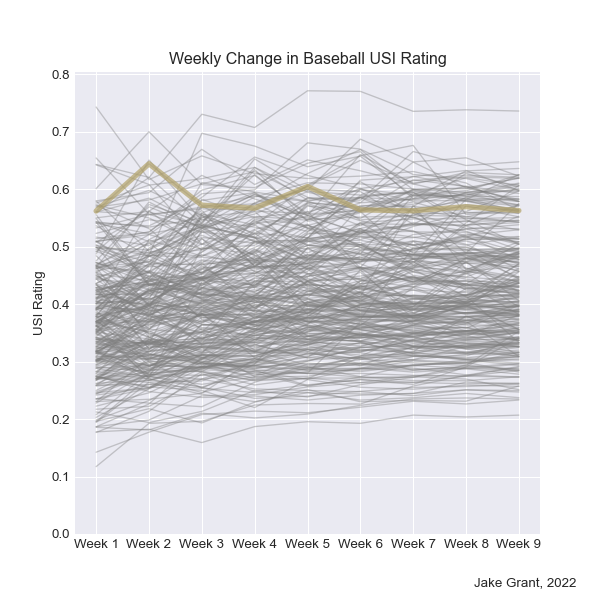 Weekly Change in Baseball USI Rating
0.8
0.7
0.6
0.5
0.4
0.3
0.2
0.1
0.0
USI Rating
Week 1 Week 2 Week 3 Week 4 Week 5 Week 6 Week 7 Week 8 Week 9
Jake Grant, 2022